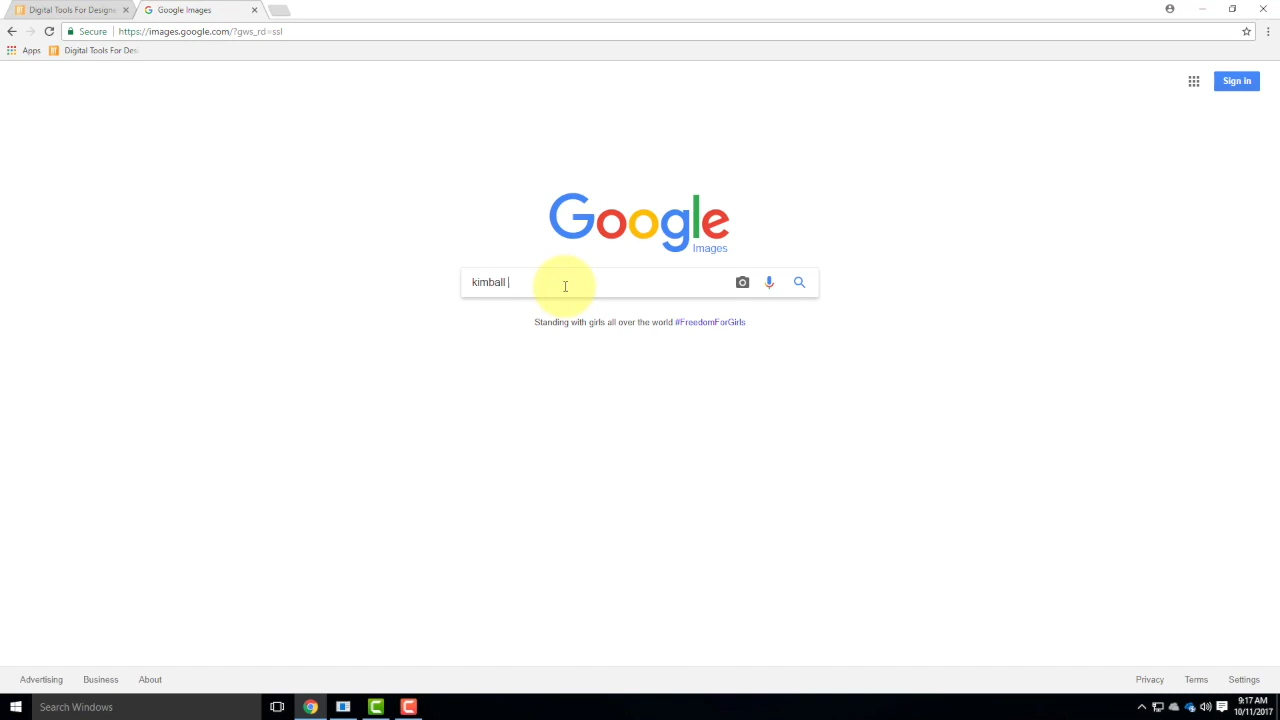 Digital Tools For Designe
Google Images
Secure
https://images.google.com/?gws_rd=ssl
Apps
Digital Tools For Des
Sign in
Google
Images
kimball
Standing with girls all over the world #FreedomForGirls
Advertising
Business
About
Privacy
Terms
Settings
Search Windows
9:17 AM
10/11/2017